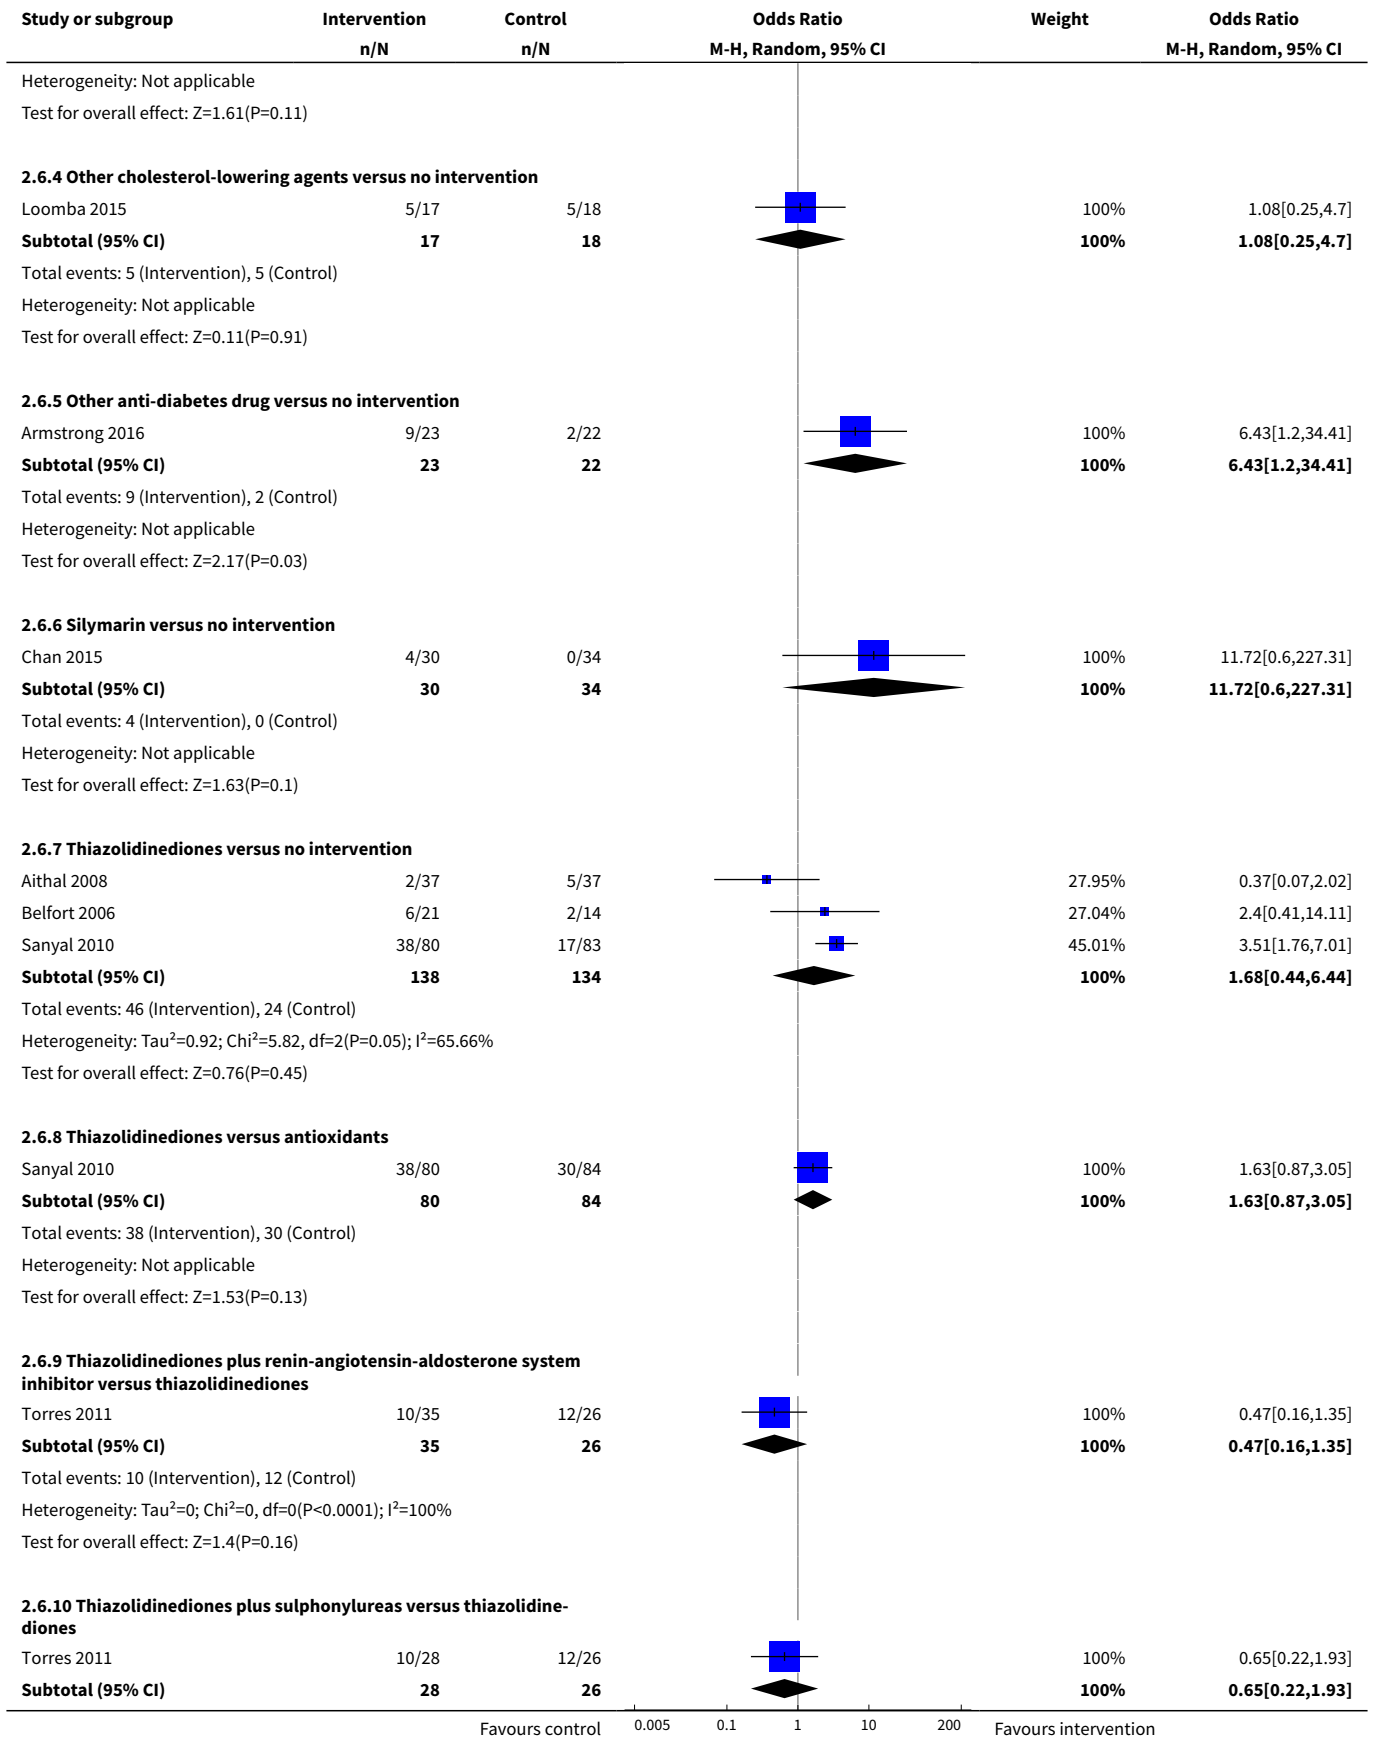 Study or subgroup Intervention Control Odds Ratio Weight Odds Ratio
n/N n/N M-H, Random, 95% CI M-H, Random, 95% CI
Heterogeneity: Not applicable
Test for overall effect: Z=1.61(P=0.11)
2.6.4 Other cholesterol-lowering agents versus no intervention
Loomba 2015 5/17 5/18 100% 1.08[0.25,4.7]
Subtotal (95% CI) 17 18 100% 1.08[0.25,4.7]
Total events: 5 (Intervention), 5 (Control)
Heterogeneity: Not applicable
Test for overall effect: Z=0.11(P=0.91)
2.6.5 Other anti-diabetes drug versus no intervention
Armstrong 2016 9/23 2/22 100% 6.43[1.2,34.41]
Subtotal (95% CI) 23 22 100% 6.43[1.2,34.41]
Total events: 9 (Intervention), 2 (Control)
Heterogeneity: Not applicable
Test for overall effect: Z=2.17(P=0.03)
2.6.6 Silymarin versus no intervention
Chan 2015 4/30 0/34 100% 11.72[0.6,227.31]
Subtotal (95% CI) 30 34 100% 11.72[0.6,227.31]
Total events: 4 (Intervention), 0 (Control)
Heterogeneity: Not applicable
Test for overall effect: Z=1.63(P=0.1)
2.6.7 Thiazolidinediones versus no intervention
Aithal 2008 2/37 5/37 27.95% 0.37[0.07,2.02]
Belfort 2006 6/21 2/14 27.04% 2.4[0.41,14.11]
Sanyal 2010 38/80 17/83 45.01% 3.51[1.76,7.01]
Subtotal (95% CI) 138 134 100% 1.68[0.44,6.44]
Total events: 46 (Intervention), 24 (Control)
Heterogeneity: Tau²=0.92; Chi²=5.82, df=2(P=0.05); I²=65.66%
Test for overall effect: Z=0.76(P=0.45)
2.6.8 Thiazolidinediones versus antioxidants
Sanyal 2010 38/80 30/84 100% 1.63[0.87,3.05]
Subtotal (95% CI) 80 84 100% 1.63[0.87,3.05]
Total events: 38 (Intervention), 30 (Control)
Heterogeneity: Not applicable
Test for overall effect: Z=1.53(P=0.13)
2.6.9 Thiazolidinediones plus renin-angiotensin-aldosterone system
inhibitor versus thiazolidinediones
Torres 2011 10/35 12/26 100% 0.47[0.16,1.35]
Subtotal (95% CI) 35 26 100% 0.47[0.16,1.35]
Total events: 10 (Intervention), 12 (Control)
Heterogeneity: Tau²=0; Chi²=0, df=0(P<0.0001); I²=100%
Test for overall effect: Z=1.4(P=0.16)
2.6.10 Thiazolidinediones plus sulphonylureas versus thiazolidine-
diones
Torres 2011 10/28 12/26 100% 0.65[0.22,1.93]
Subtotal (95% CI) 28 26 100% 0.65[0.22,1.93]
Favours control 0.005 0.1 1 10 200 Favours intervention